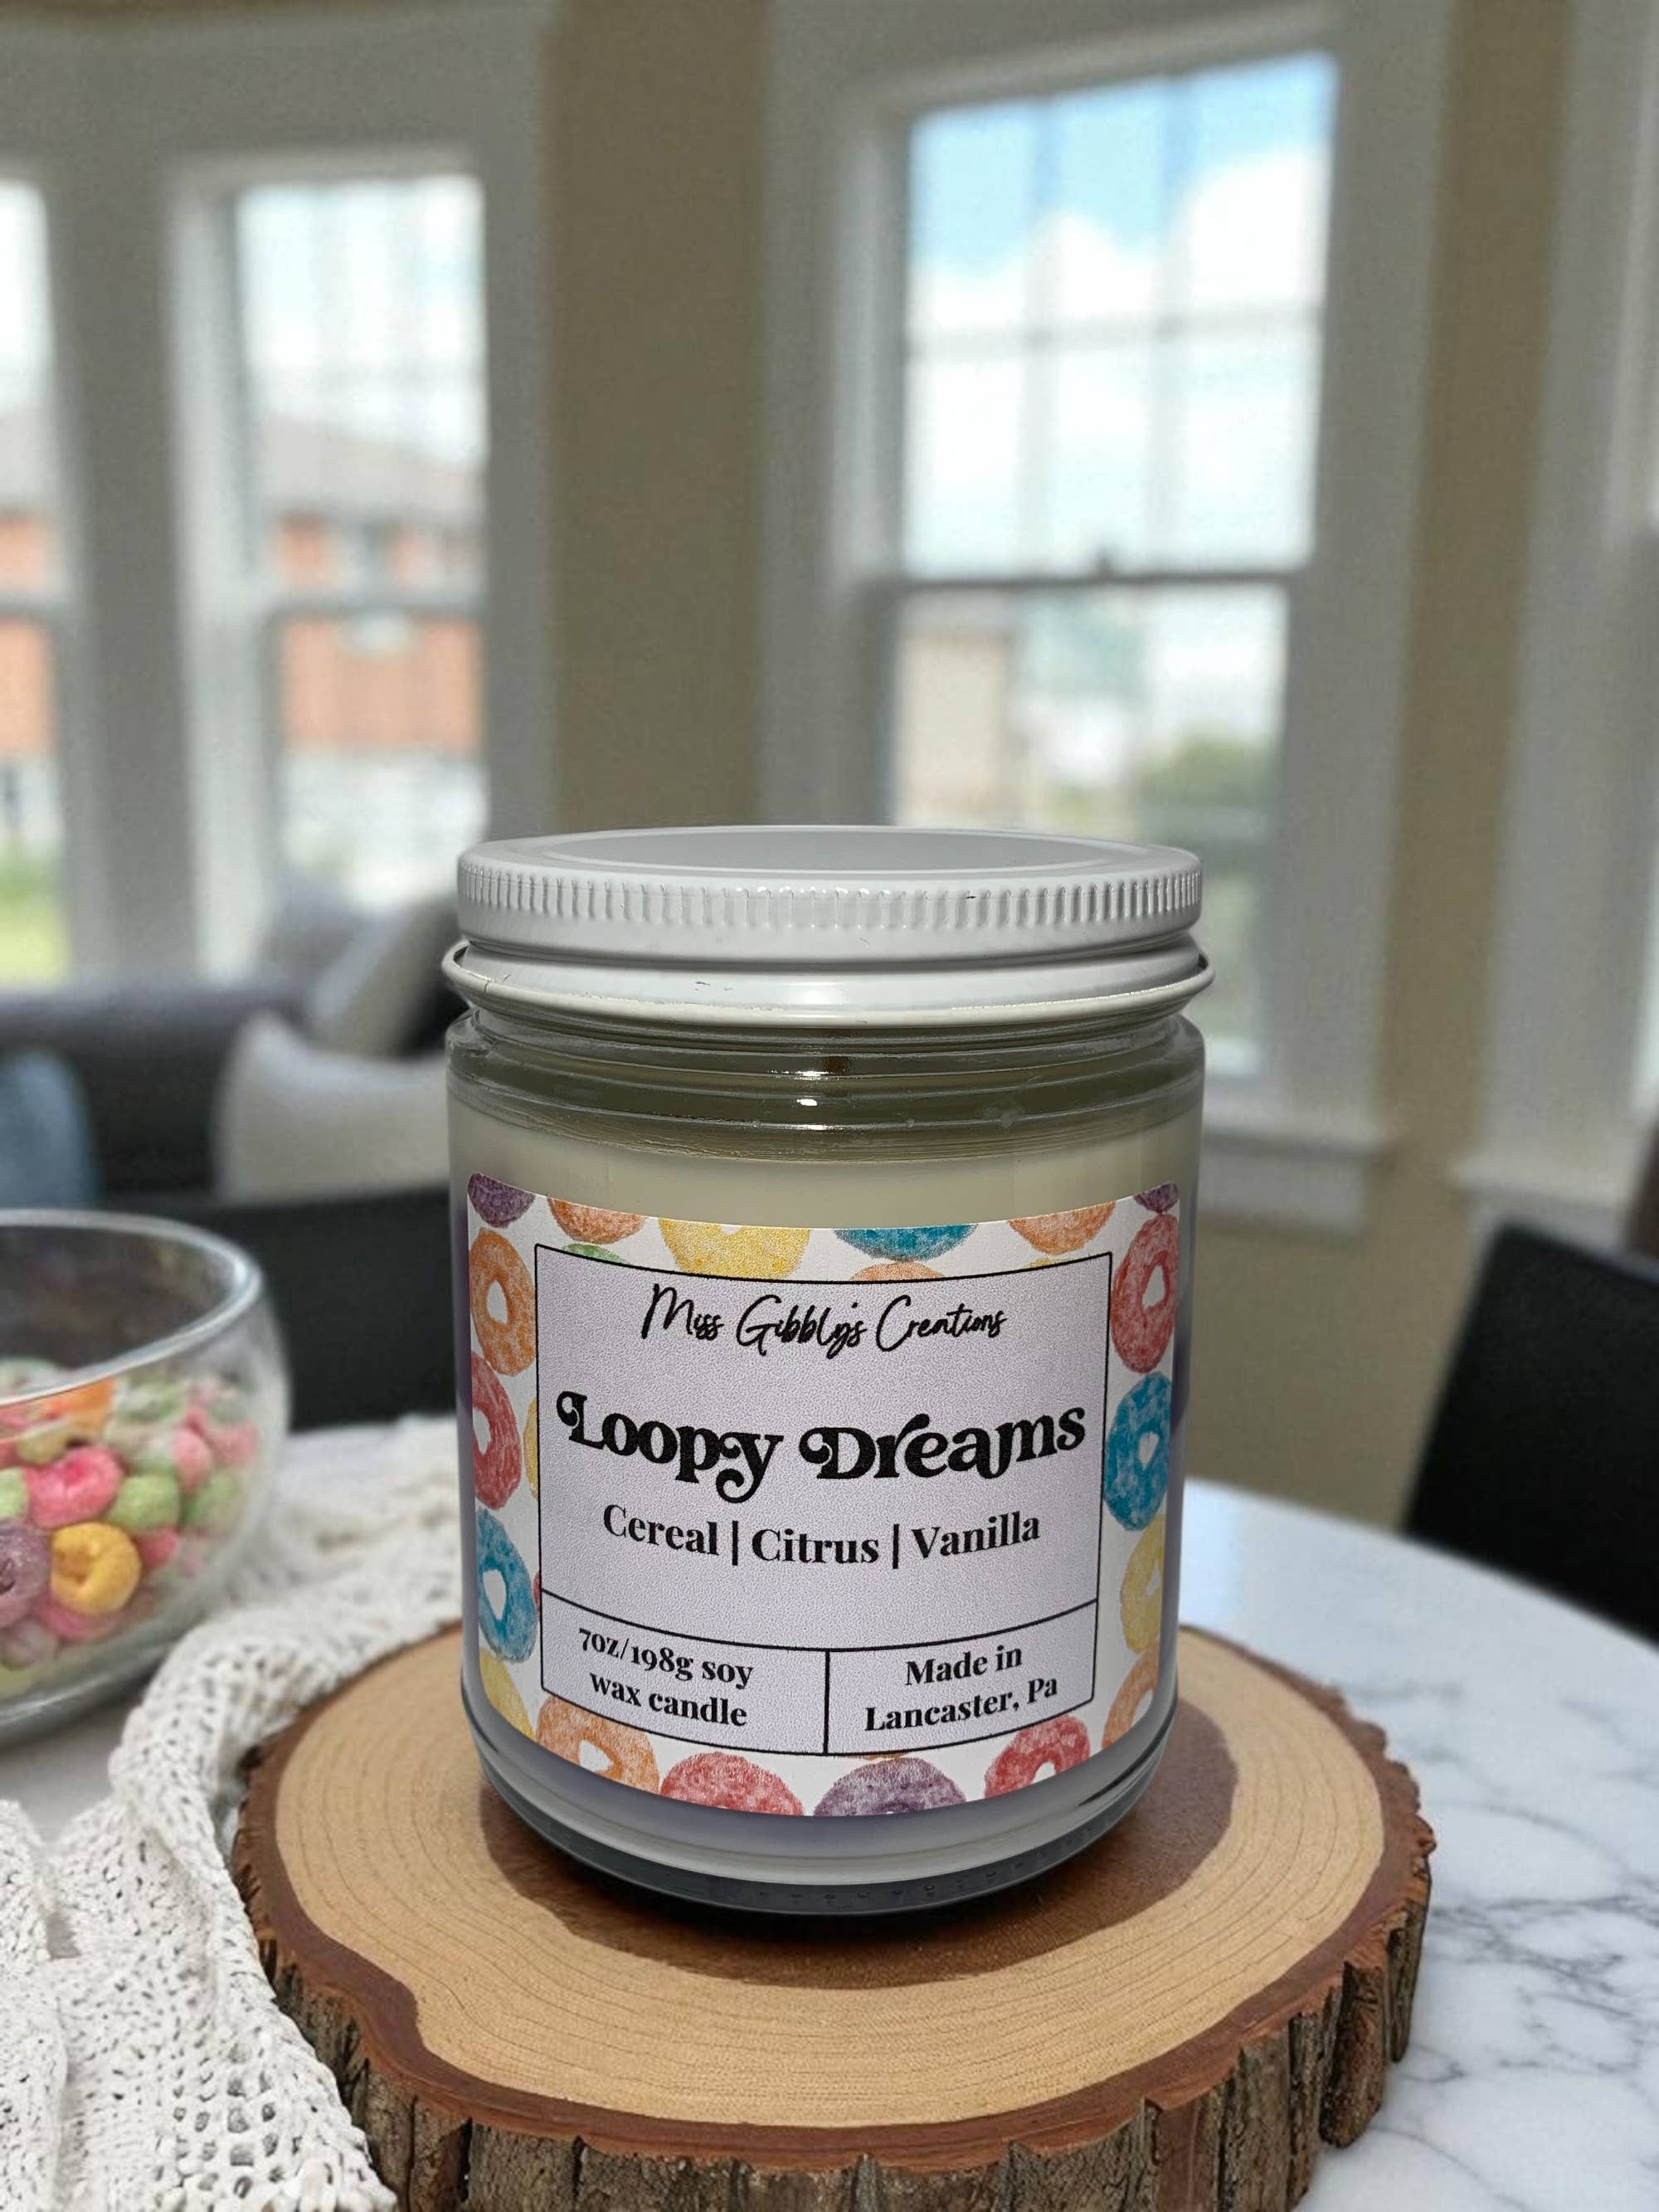 Miss Gibbly's Creations
Loopy Dreams
Cereal | Citrus | Vanilla
7oz/198g soy
wax candle
Made in
Lancaster, Pa